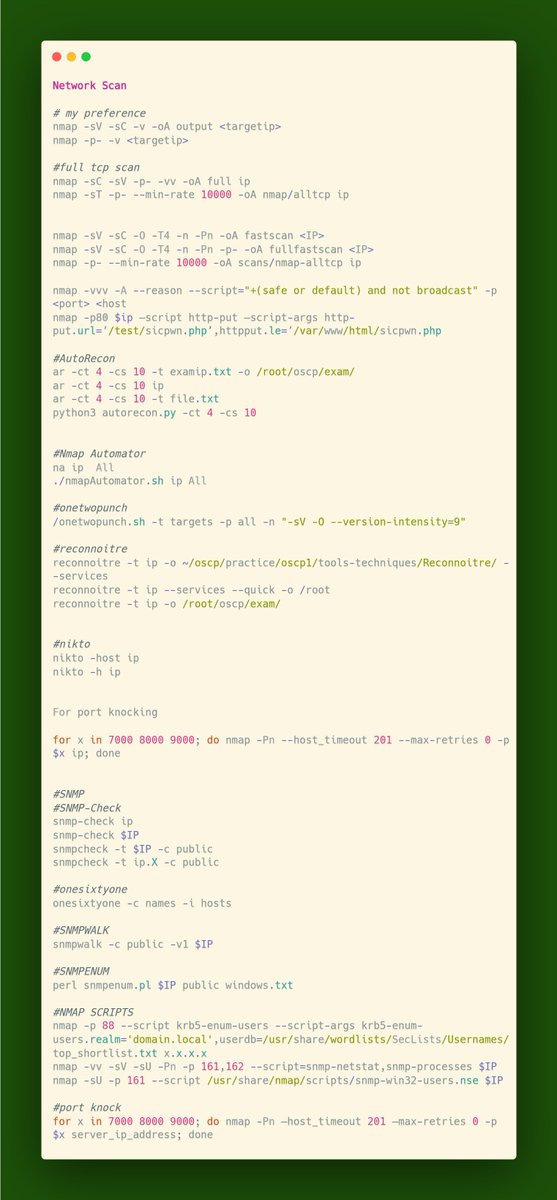 Network Scan
# my preference
nmap -sV -sC -v -oA output <targetip>
nmap -p- -v <targetip>
#full tcp scan
nmap -sC -sV -p- -vv -oA full ip
nmap -sT -p- --min-rate 10000 -oA nmap/alltcp ip
nmap -sV -sC -O -T4 -n -Pn -oA fastscan <IP>
nmap -sV -sC -O -T4 -n -Pn -p- -oA fullfastscan <IP>
nmap -p- --min-rate 10000 -oA scans/nmap-alltcp ip
nmap -vvv -A --reason --script="+(safe or default) and not broadcast" -p
<port> <host
nmap -p80 $ip –script http-put –script-args http-
put.url=‘/test/sicpwn.php’,httpput.le=‘/var/www/html/sicpwn.php
#AutoRecon
ar -ct 4 -cs 10 -t examip.txt -o /root/oscp/exam/
ar -ct 4 -cs 10 ip
ar -ct 4 -cs 10 -t file.txt
python3 autorecon.py -ct 4 -cs 10
#Nmap Automator
na ip  All
./nmapAutomator.sh ip All
#onetwopunch
/onetwopunch.sh -t targets -p all -n "-sV -O --version-intensity=9"
#reconnoitre
reconnoitre -t ip -o ~/oscp/practice/oscp1/tools-techniques/Reconnoitre/ -
-services
reconnoitre -t ip --services --quick -o /root
reconnoitre -t ip -o /root/oscp/exam/
#nikto
nikto -host ip
nikto -h ip
For port knocking
for x in 7000 8000 9000; do nmap -Pn --host_timeout 201 --max-retries 0 -p
$x ip; done
#SNMP
#SNMP-Check
snmp-check ip
snmp-check $IP
snmpcheck -t $IP -c public
snmpcheck -t ip.X -c public
#onesixtyone
onesixtyone -c names -i hosts
#SNMPWALK
snmpwalk -c public -v1 $IP
#SNMPENUM
perl snmpenum.pl $IP public windows.txt
#NMAP SCRIPTS
nmap -p 88 --script krb5-enum-users --script-args krb5-enum-
users.realm='domain.local',userdb=/usr/share/wordlists/SecLists/Usernames/
top_shortlist.txt x.x.x.x
nmap -vv -sV -sU -Pn -p 161,162 --script=snmp-netstat,snmp-processes $IP
nmap -sU -p 161 --script /usr/share/nmap/scripts/snmp-win32-users.nse $IP
#port knock
for x in 7000 8000 9000; do nmap -Pn –host_timeout 201 –max-retries 0 -p
$x server_ip_address; done